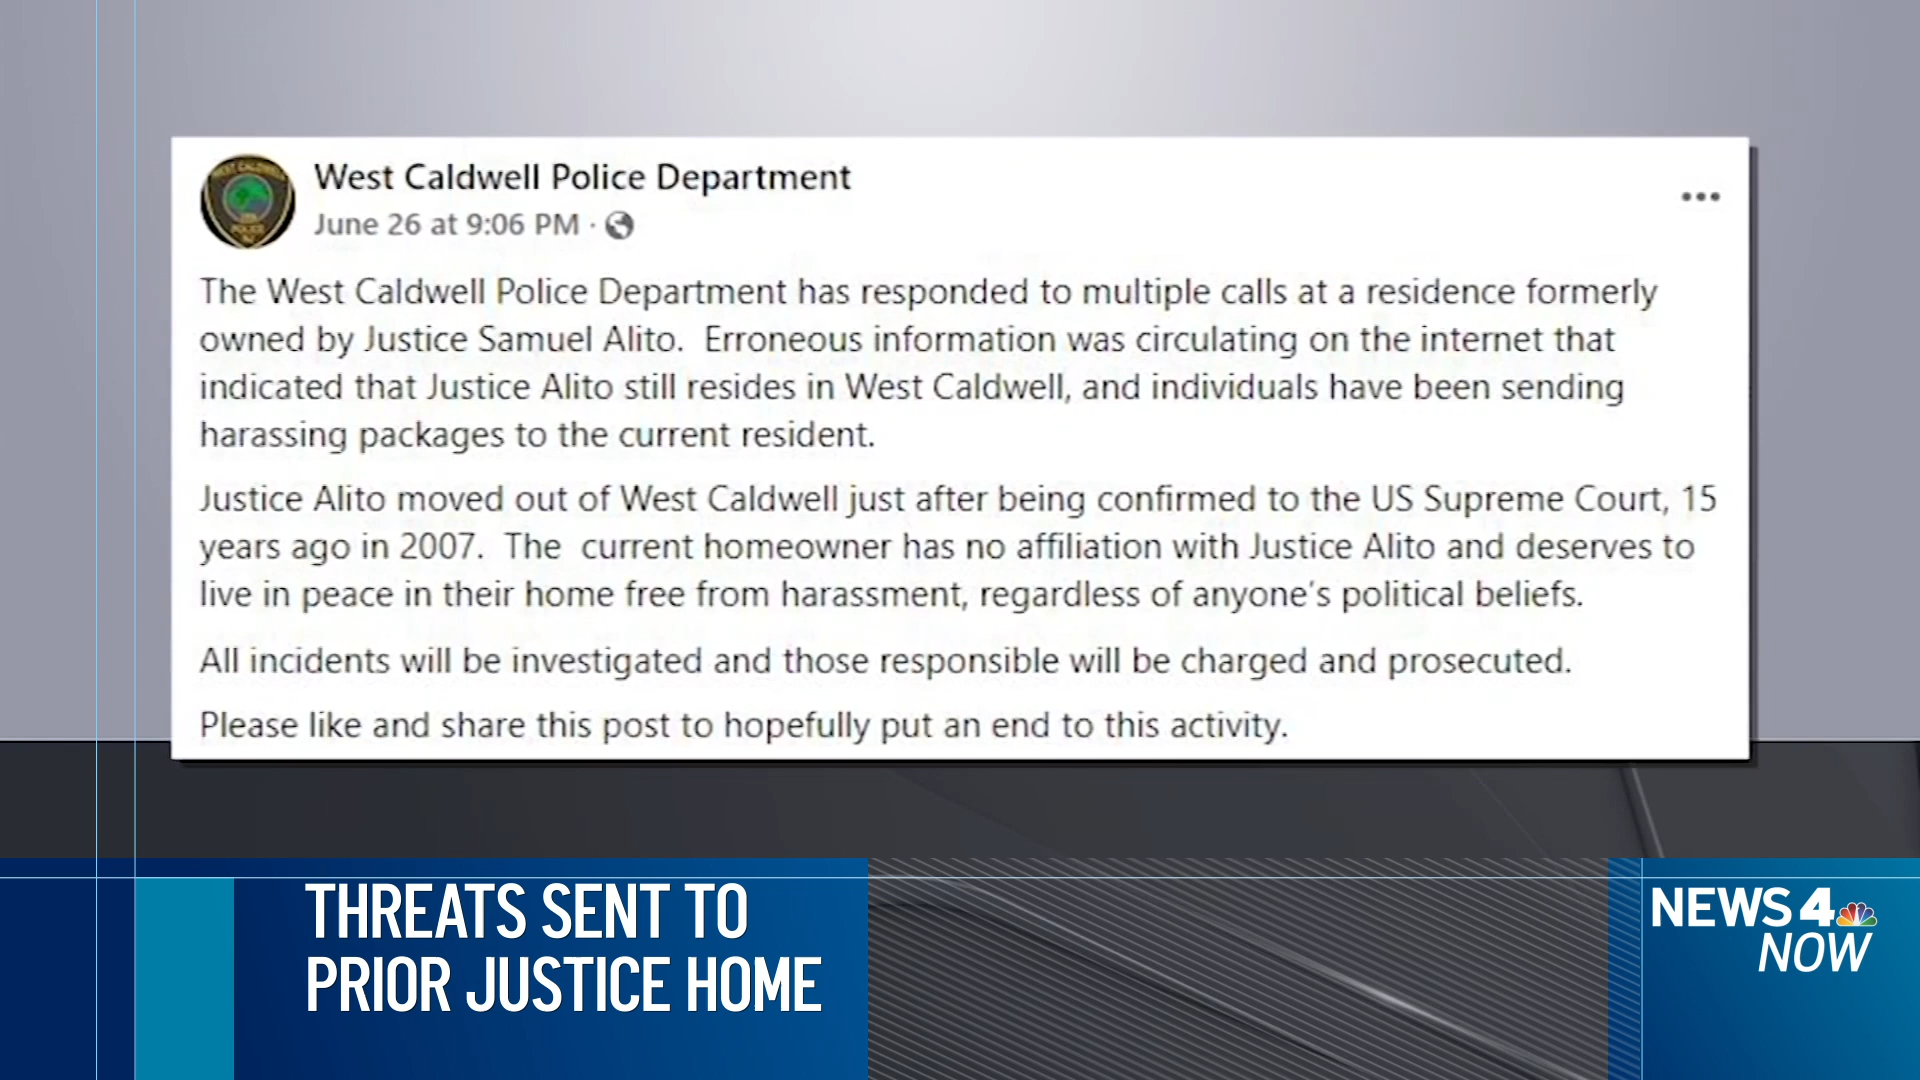 West Caldwell Police Department
June 26 at 9:06 PM ·
The West Caldwell Police Department has responded to multiple calls at a residence formerly
owned by Justice Samuel Alito.  Erroneous information was circulating on the internet that
indicated that Justice Alito still resides in West Caldwell, and individuals have been sending
harassing packages to the current resident.
Justice Alito moved out of West Caldwell just after being confirmed to the US Supreme Court, 15
years ago in 2007.  The  current homeowner has no affiliation with Justice Alito and deserves to
live in peace in their home free from harassment, regardless of anyone's political beliefs.
All incidents will be investigated and those responsible will be charged and prosecuted.
Please like and share this post to hopefully put an end to this activity.
THREATS SENT TO
PRIOR JUSTICE HOME
NEWS 4
NOW